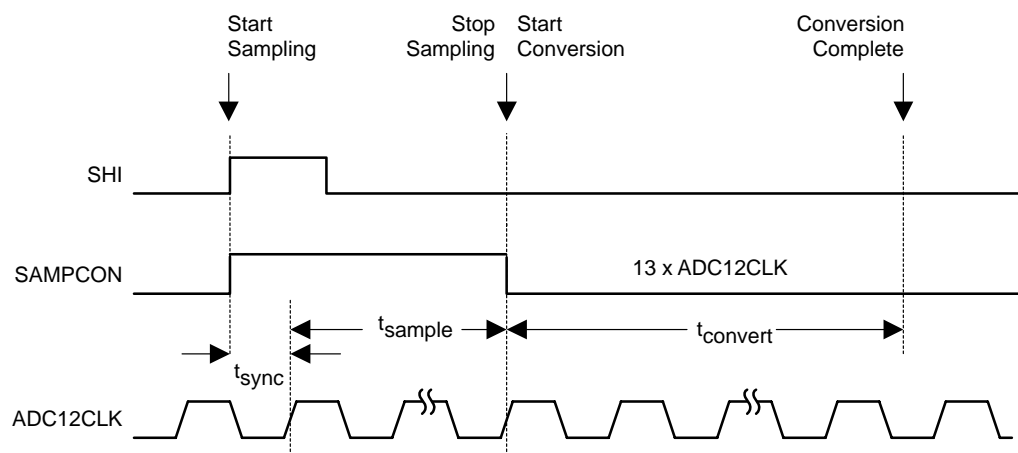 Start
Sampling
Stop
Sampling
Start
Conversion
Conversion
Complete
SHI
SAMPCON
13 x ADC12CLK
tsample
tconvert
tsync
ADC12CLK